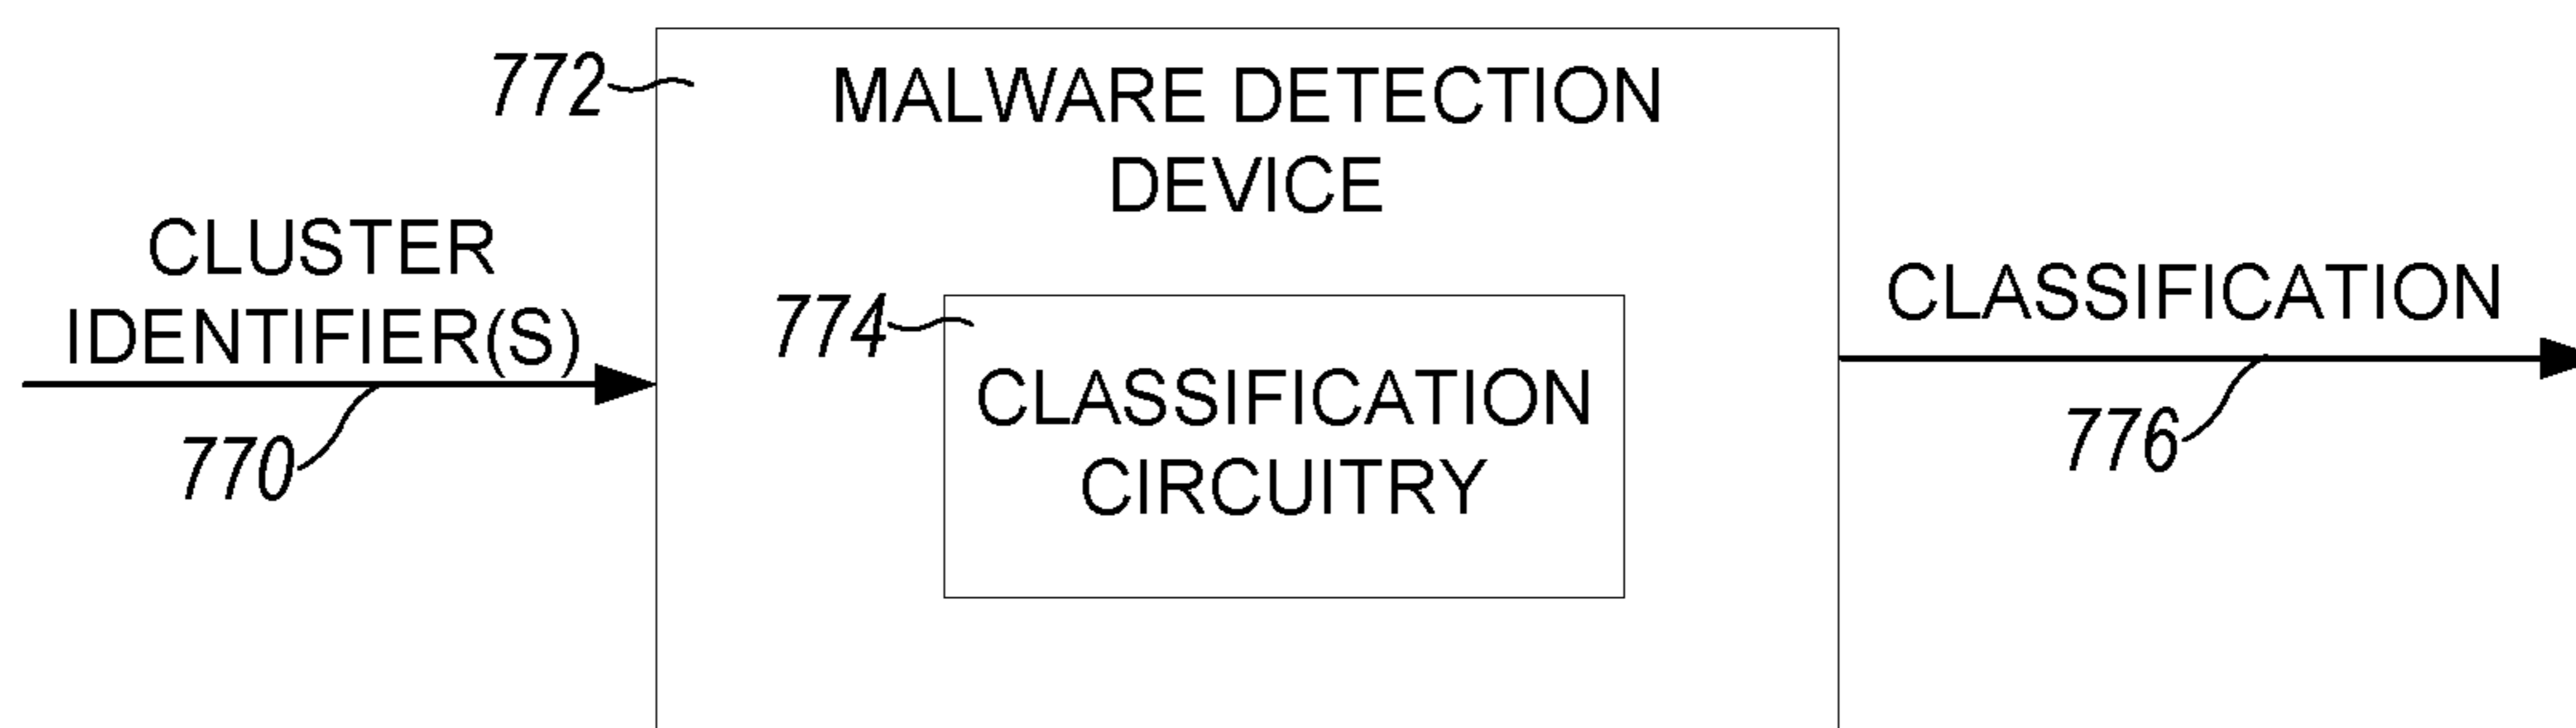 772
MALWARE DETECTION
DEVICE
CLUSTER
IDENTIFIER(S)
770
774
CLASSIFICATION
CIRCUITRY
CLASSIFICATION
776